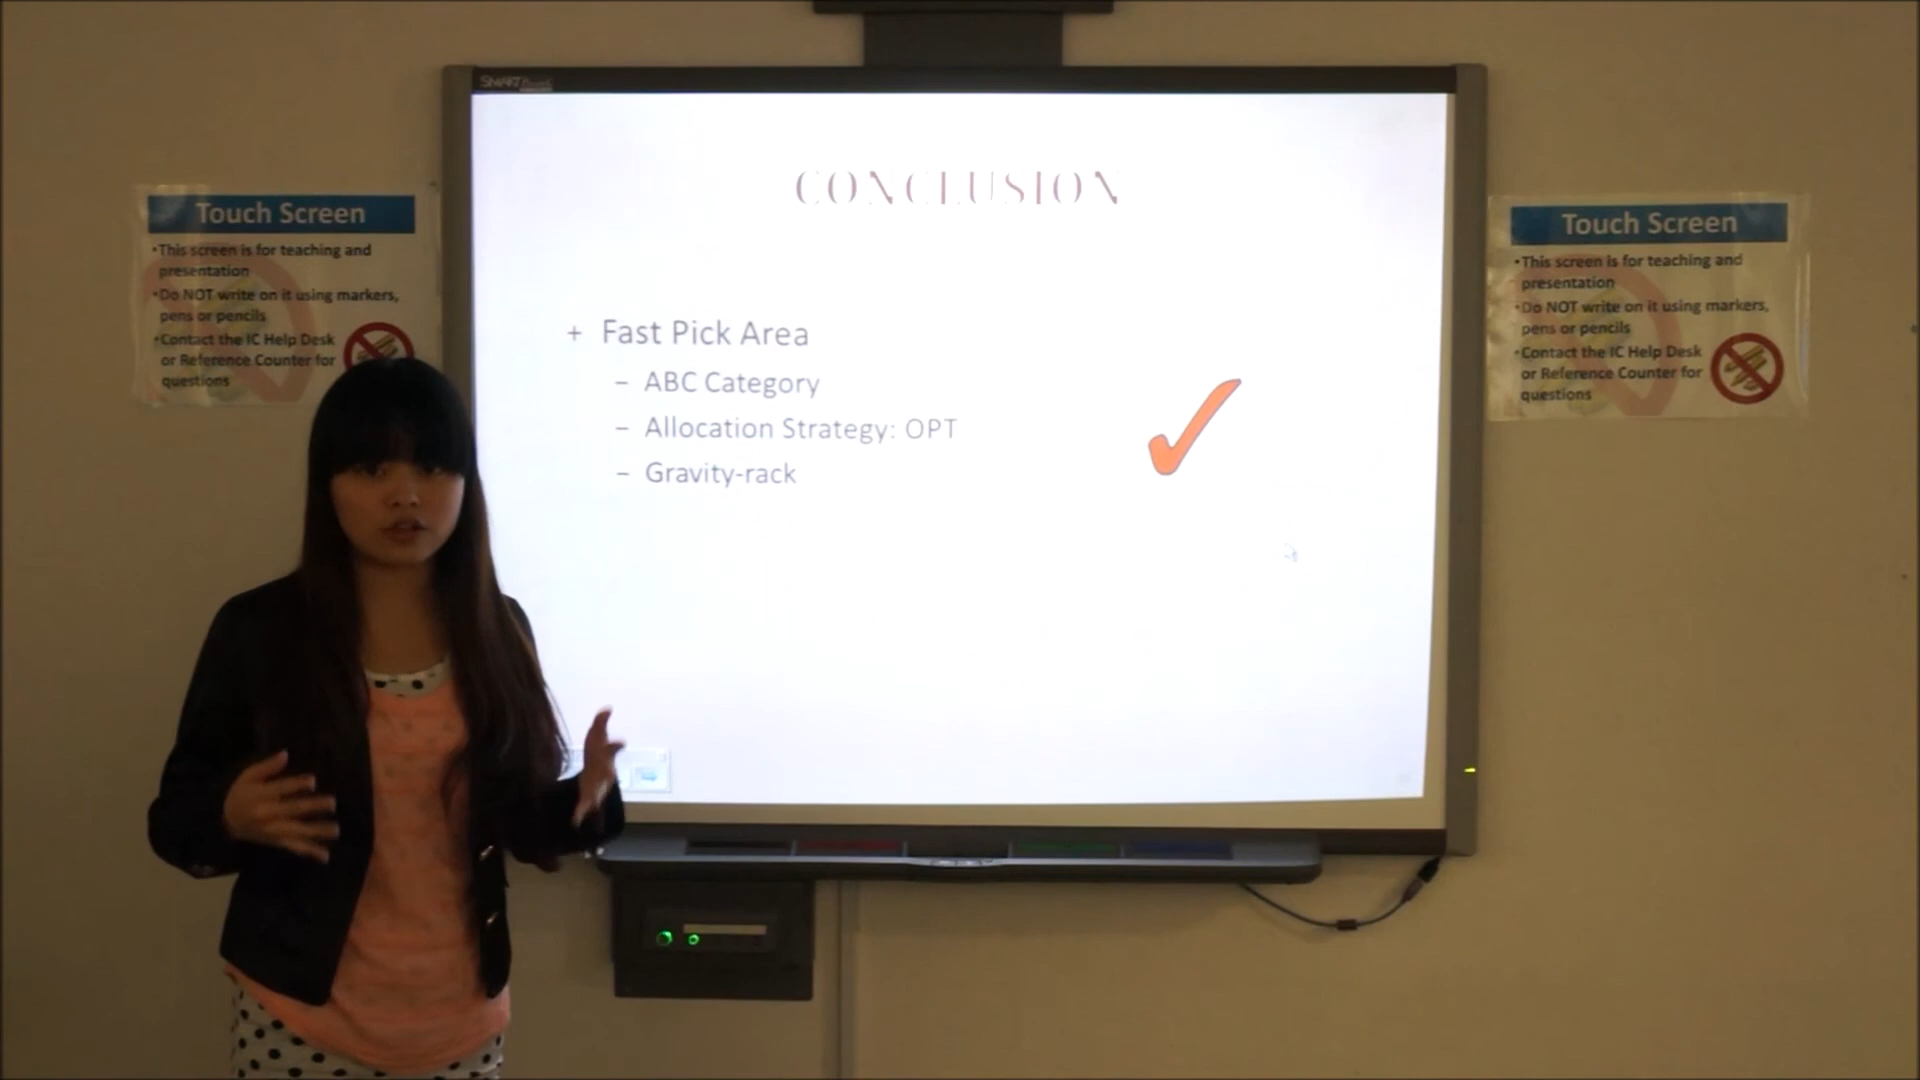 SMART Board
CONCLUSION
+ Fast Pick Area
– ABC Category
– Allocation Strategy: OPT
– Gravity-rack
Touch Screen
•This screen is for teaching and
presentation
•Do NOT write on it using markers,
pens or pencils
•Contact the IC Help Desk
or Reference Counter for
questions
Touch Screen
•This screen is for teaching and
presentation
•Do NOT write on it using markers,
pens or pencils
•Contact the IC Help Desk
or Reference Counter for
questions